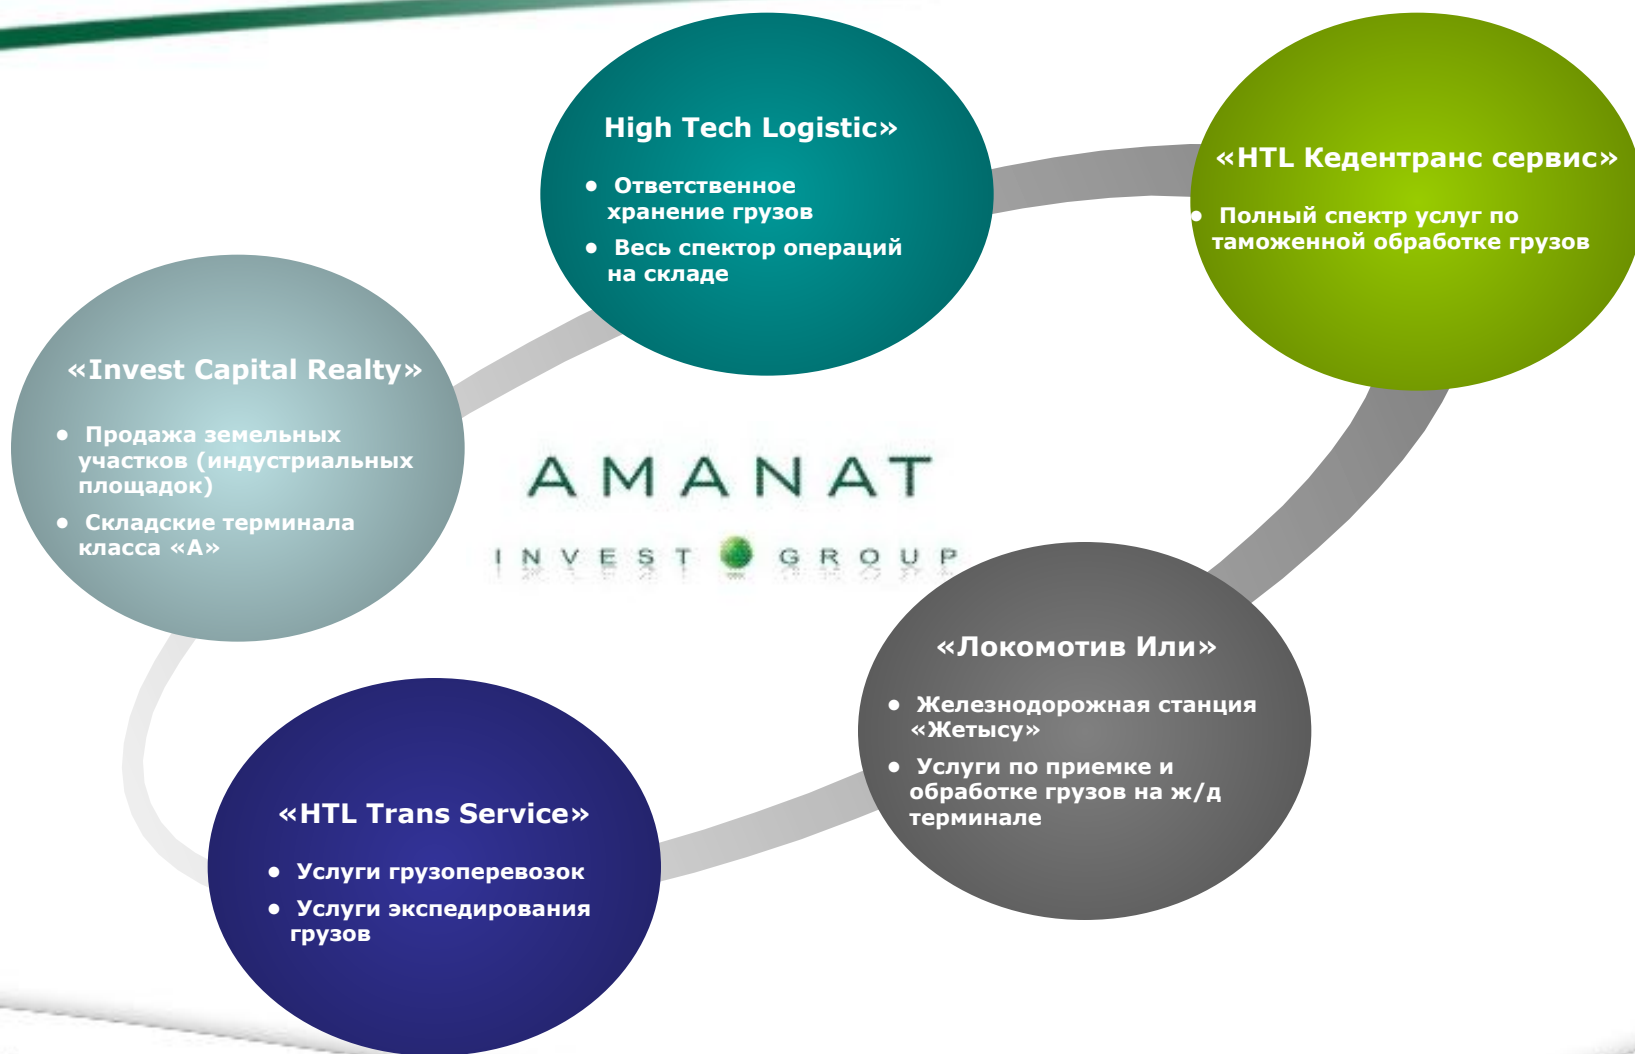 High Tech Logistic»
• Ответственное
хранение грузов
• Весь спектор операций
на складе
«HTL Кедентранс сервис»
• Полный спектр услуг по
таможенной обработке грузов
«Invest Capital Realty»
• Продажа земельных
участков (индустриальных
площадок)
• Складские терминала
класса «А»
AMANAT
INVEST GROUP
«Локомотив Или»
• Железнодорожная станция
«Жетысу»
• Услуги по приемке и
обработке грузов на ж/д
терминале
«HTL Trans Service»
• Услуги грузоперевозок
• Услуги экспедирования
грузов